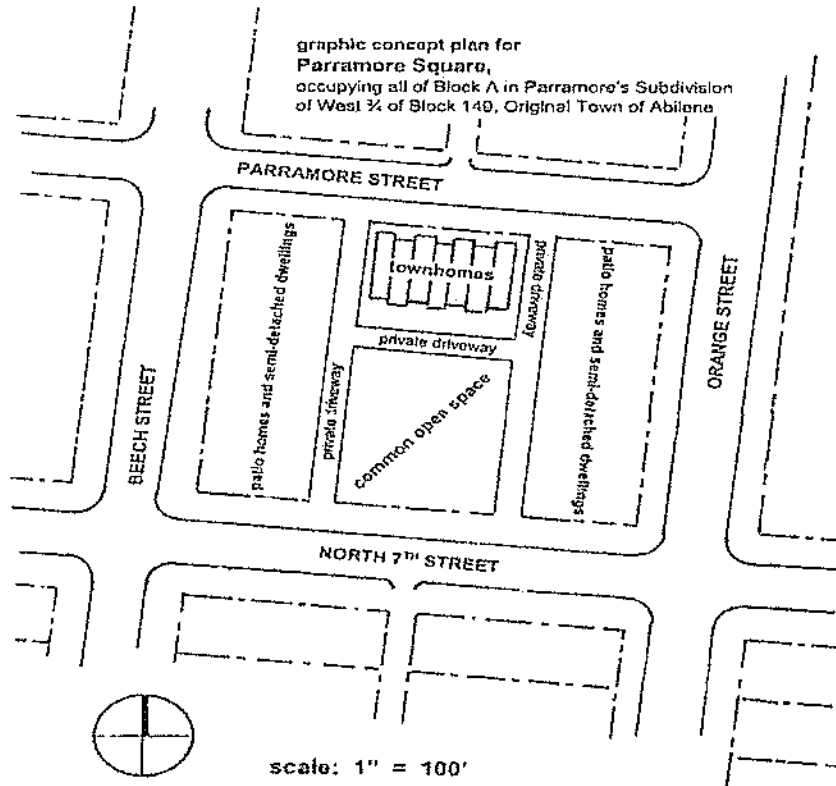 graphic concept plan for
Parramore Square,
occupying all of Block A in Parramore's Subdivision
of West ¾ of Block 140, Original Town of Abilene
PARRAMORE STREET
townhomes
private driveway
private driveway
private driveway
patio homes and semi-detached dwellings
patio homes and semi-detached dwellings
common open space
BEECH STREET
ORANGE STREET
NORTH 7TH STREET
scale: 1" = 100'